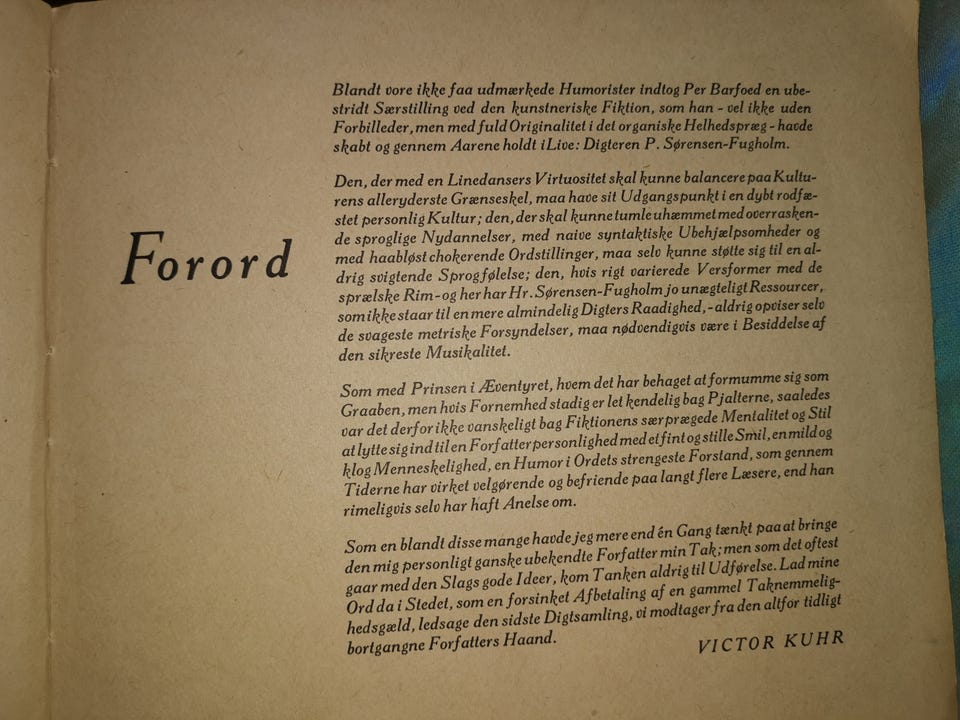 Forord
Blandt vore ikke faa udmærkede Humorister indtog Per Barfoed en ube-
stridt Særstilling ved den kunstneriske Fiktion, som han - vel ikke uden
Forbilleder, men med fuld Originalitet i det organiske Helhedspræg - havde
skabt og gennem Aarene holdt i Live: Digteren P. Sørensen-Fugholm.
Den, der med en Linedansers Virtuositet skal kunne balancere paa Kultu-
rens alleryderste Grænseskel, maa have sit Udgangspunkt i en dybt rodfæ-
stet personlig Kultur; den, der skal kunne tumle uhæmmet med overrasken-
de sproglige Nydannelser, med naive syntaktiske Ubehjælpsomheder og
med haabløst chokerende Ordstillinger, maa selv kunne støtte sig til en al-
drig svigtende Sprogfølelse; den, hvis rigt varierede Versformer med de
sprælske Rim - og her har Hr. Sørensen-Fugholm jo unægteligt Ressourcer,
som ikke staar til en mere almindelig Digters Raadighed, - aldrig opviser selv
de svageste metriske Forsyndelser, maa nødvendigvis være i Besiddelse af
den sikreste Musikalitet.
Som med Prinsen i Æventyret, hvem det har behaget at formumme sig som
Graaben, men hvis Fornemhed stadig er let kendelig bag Pjalterne, saaledes
var det derfor ikke vanskeligt bag Fiktionens særprægede Mentalitet og Stil
at lytte sig ind til en Forfatterpersonlighed med et fint og stille Smil, en mild og
klog Menneskelighed, en Humor i Ordets strengeste Forstand, som gennem
Tiderne har virket velgørende og befriende paa langt flere Læsere, end han
rimeligvis selv har haft Anelse om.
Som en blandt disse mange havde jeg mere end én Gang tænkt paa at bringe
den mig personligt ganske ubekendte Forfatter min Tak; men som det oftest
gaar med den Slags gode Ideer, kom Tanken aldrig til Udførelse. Lad mine
Ord da i Stedet, som en forsinket Afbetaling af en gammel Taknemmelig-
hedsgæld, ledsage den sidste Digtsamling, vi modtager fra den altfor tidligt
bortgangne Forfatters Haand.
VICTOR KUHR